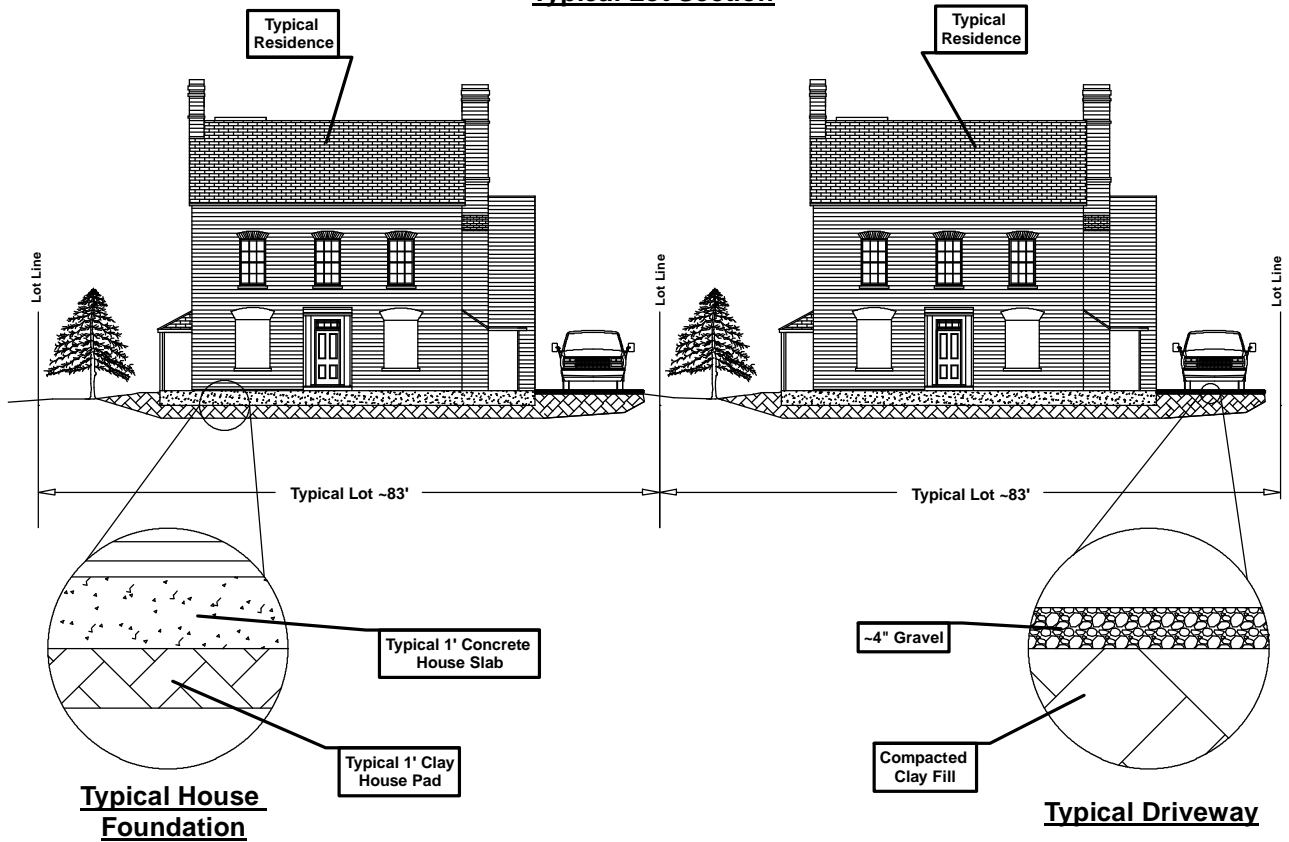 Typical Lot Section
Typical
Residence
Typical
Residence
Lot Line
Lot Line
Lot Line
Typical Lot ~83'
Typical Lot ~83'
Typical 1' Concrete
House Slab
~4" Gravel
Typical 1' Clay
House Pad
Compacted
Clay Fill
Typical House
Foundation
Typical Driveway